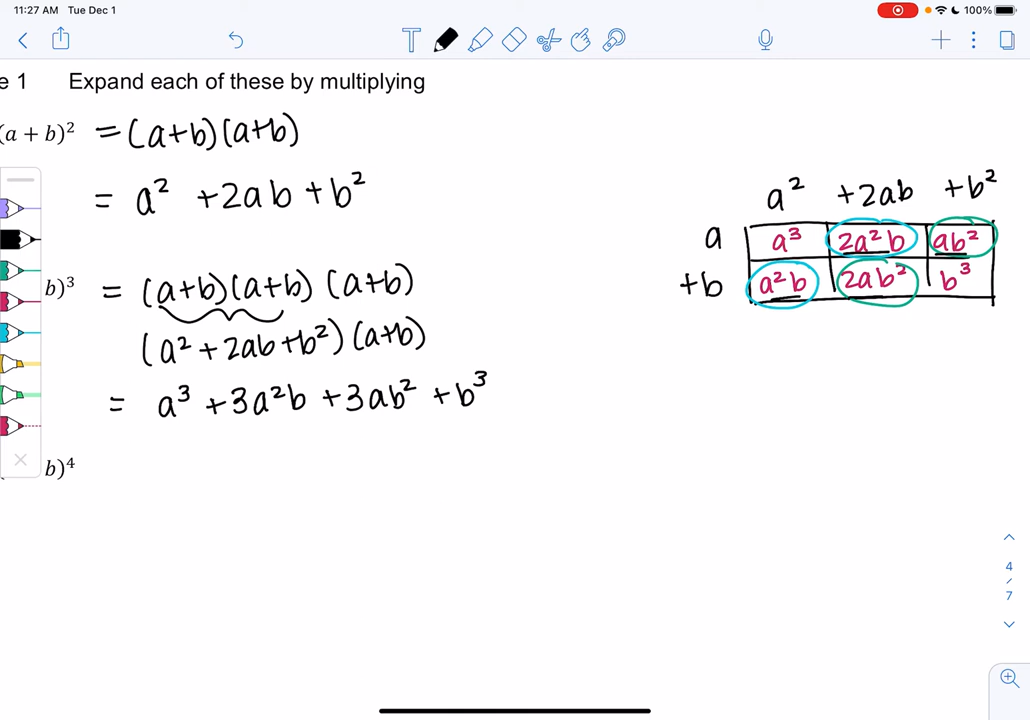 11:27 AM Tue Dec 1
100%
e 1 Expand each of these by multiplying
(a + b)² = (a+b)(a+b)
= a² +2ab +b²
b)³ = (a+b)(a+b)(a+b)
(a² +2ab +b²)(a+b)
= a³ +3a²b +3ab² +b³
b)⁴
a² +2ab +b²
a a³ 2a²b ab²
+b a²b 2ab² b³
4
/
7